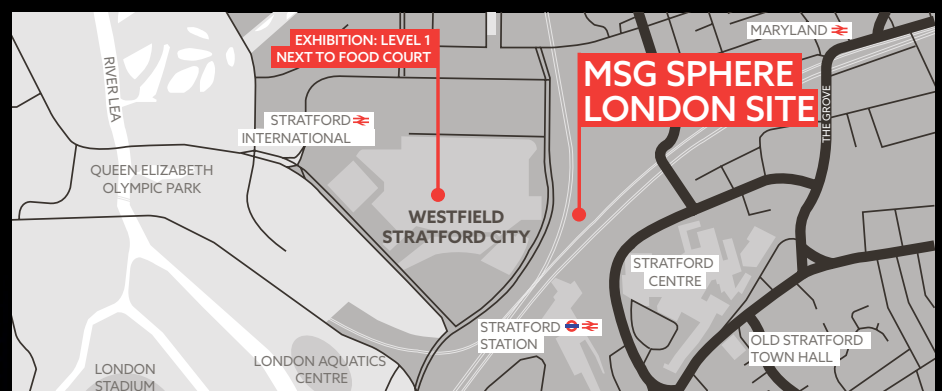 MARYLAND
EXHIBITION: LEVEL 1
NEXT TO FOOD COURT
MSG SPHERE
LONDON SITE
RIVER LEA
THE GROVE
STRATFORD
INTERNATIONAL
QUEEN ELIZABETH
OLYMPIC PARK
WESTFIELD
STRATFORD CITY
STRATFORD
CENTRE
STRATFORD
STATION
OLD STRATFORD
TOWN HALL
LONDON AQUATICS
CENTRE
LONDON
STADIUM